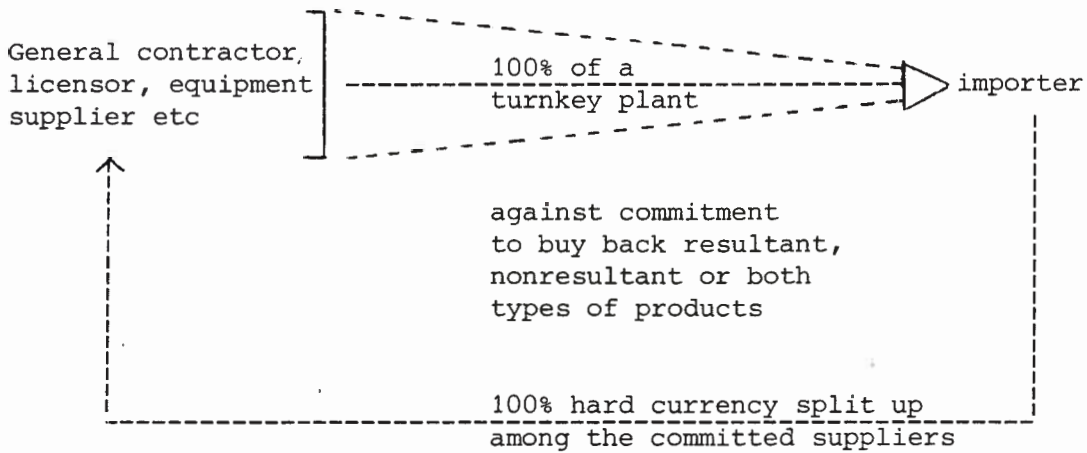 General contractor,
licensor, equipment
supplier etc
100% of a
turnkey plant
importer
against commitment
to buy back resultant,
nonresultant or both
types of products
100% hard currency split up
among the committed suppliers